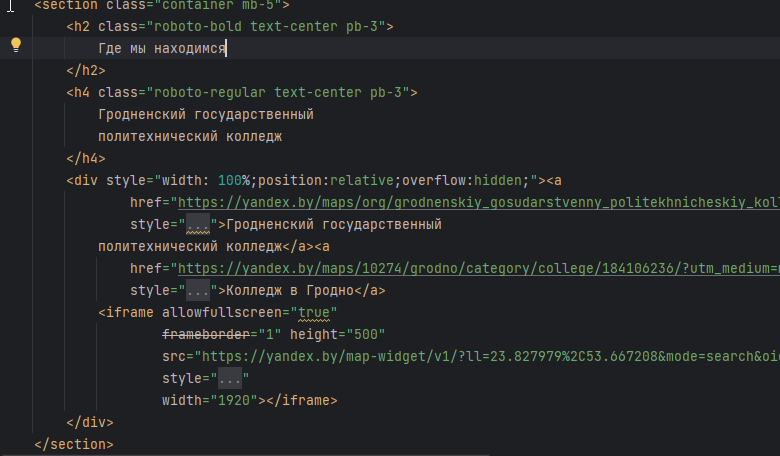 <section class="container mb-5">
<h2 class="roboto-bold text-center pb-3">
Где мы находимся
</h2>
<h4 class="roboto-regular text-center pb-3">
Гродненский государственный
политехнический колледж
</h4>
<div style="width: 100%;position:relative;overflow:hidden;"><a
href="https://yandex.by/maps/org/grodnenskiy_gosudarstvenny_politekhnicheskiy_kol
style="...">Гродненский государственный
политехнический колледж</a><a
href="https://yandex.by/maps/10274/grodno/category/college/184106236/?utm_medium=
style="...">Колледж в Гродно</a>
<iframe allowfullscreen="true"
frameborder="1" height="500"
src="https://yandex.by/map-widget/v1/?ll=23.827979%2C53.667208&mode=search&oi
style="..."
width="1920"></iframe>
</div>
</section>